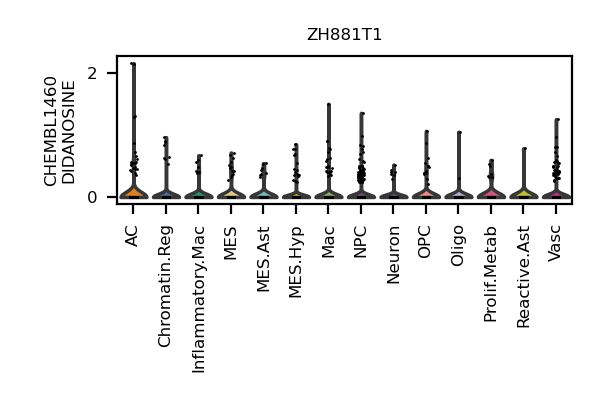 ZH881T1
CHEMBL1460
DIDANOSINE
2
0
AC
Chromatin.Reg
Inflammatory.Mac
MES
MES.Ast
MES.Hyp
Mac
NPC
Neuron
OPC
Oligo
Prolif.Metab
Reactive.Ast
Vasc